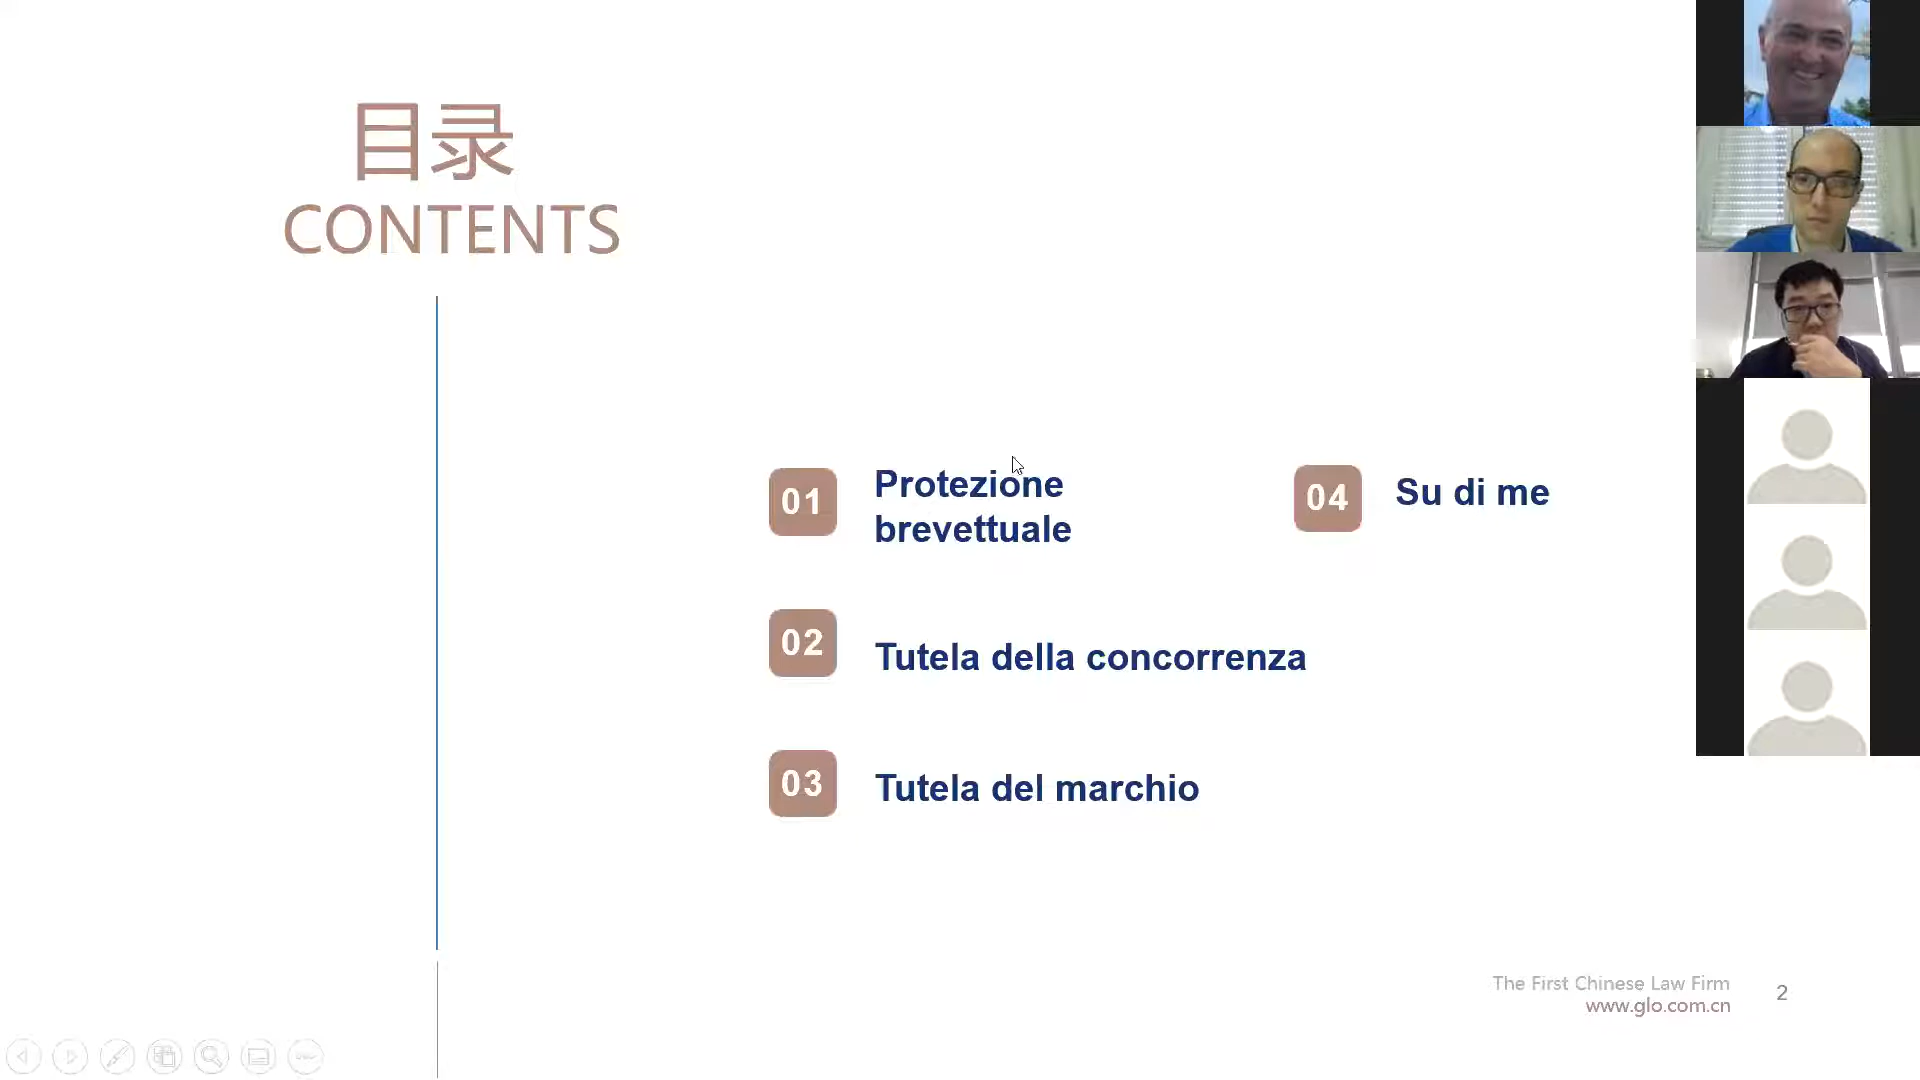 目录
CONTENTS
01
Protezione
brevettuale
02
Tutela della concorrenza
03
Tutela del marchio
04
Su di me
The First Chinese Law Firm
www.glo.com.cn
2